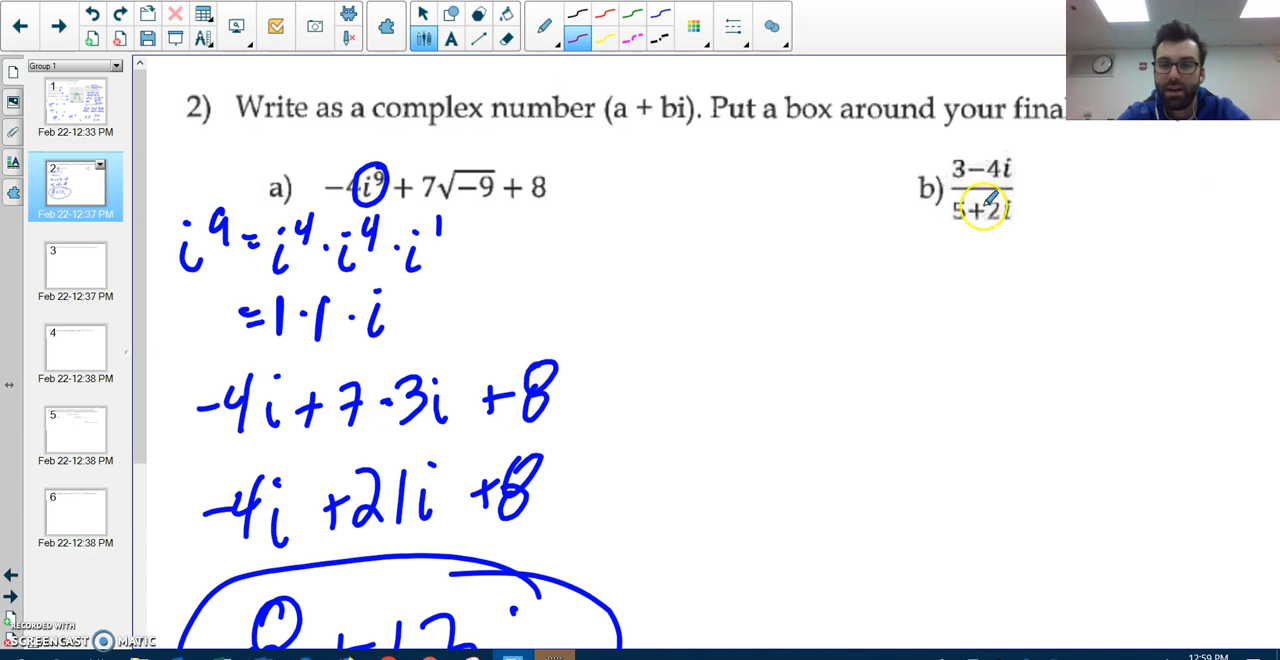 Group 1
1
Feb 22-12:33 PM
2
Feb 22-12:37 PM
3
Feb 22-12:37 PM
4
Feb 22-12:38 PM
5
Feb 22-12:38 PM
6
Feb 22-12:38 PM
2) Write as a complex number (a + bi). Put a box around your fina
a) −4i⁹ + 7√−9 + 8
b) (3−4i)/(5+2i)
i⁹ = i⁴ · i⁴ · i¹
= 1 · 1 · i
-4i + 7 · 3i + 8
-4i + 21i + 8
RECORDED WITH
SCREENCAST MATIC
12:59 PM